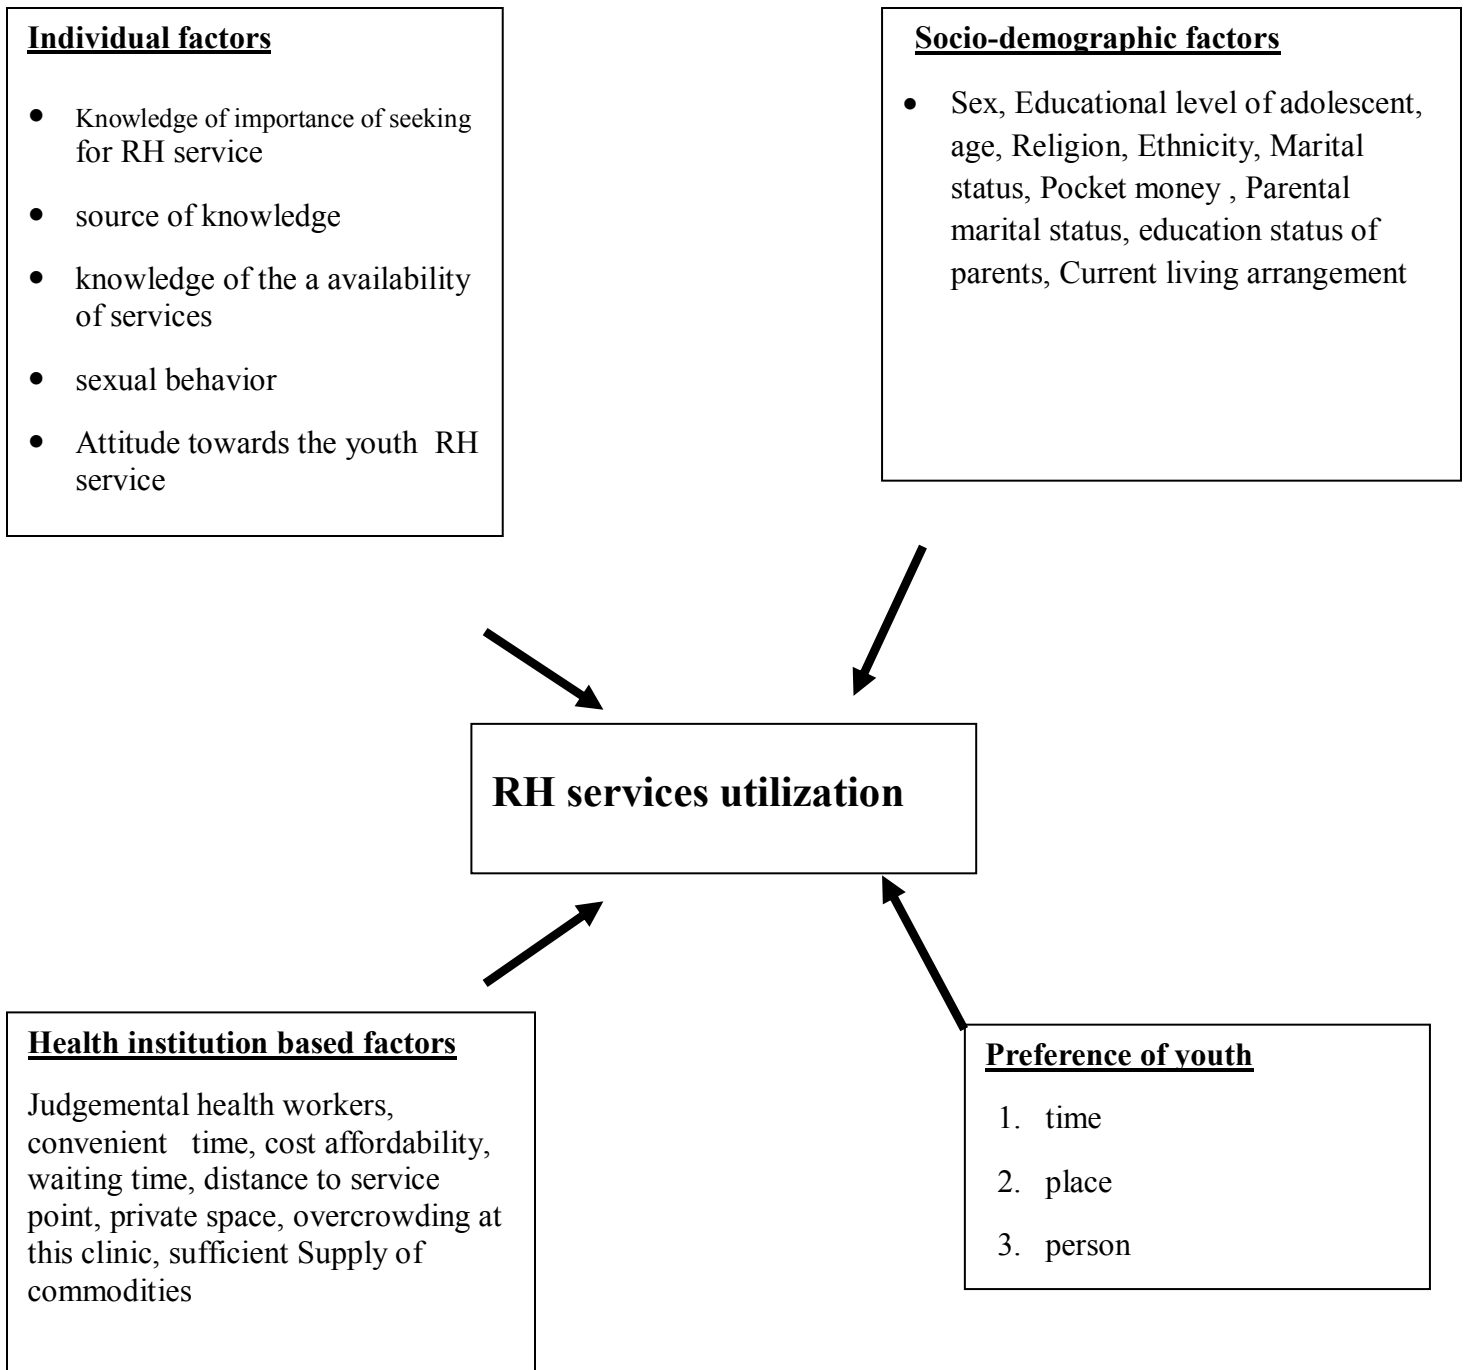 Individual factors
• Knowledge of importance of seeking
for RH service
• source of knowledge
• knowledge of the a availability
of services
• sexual behavior
• Attitude towards the youth RH
service
Socio-demographic factors
• Sex, Educational level of adolescent,
age, Religion, Ethnicity, Marital
status, Pocket money , Parental
marital status, education status of
parents, Current living arrangement
RH services utilization
Health institution based factors
Judgemental health workers,
convenient time, cost affordability,
waiting time, distance to service
point, private space, overcrowding at
this clinic, sufficient Supply of
commodities
Preference of youth
1. time
2. place
3. person